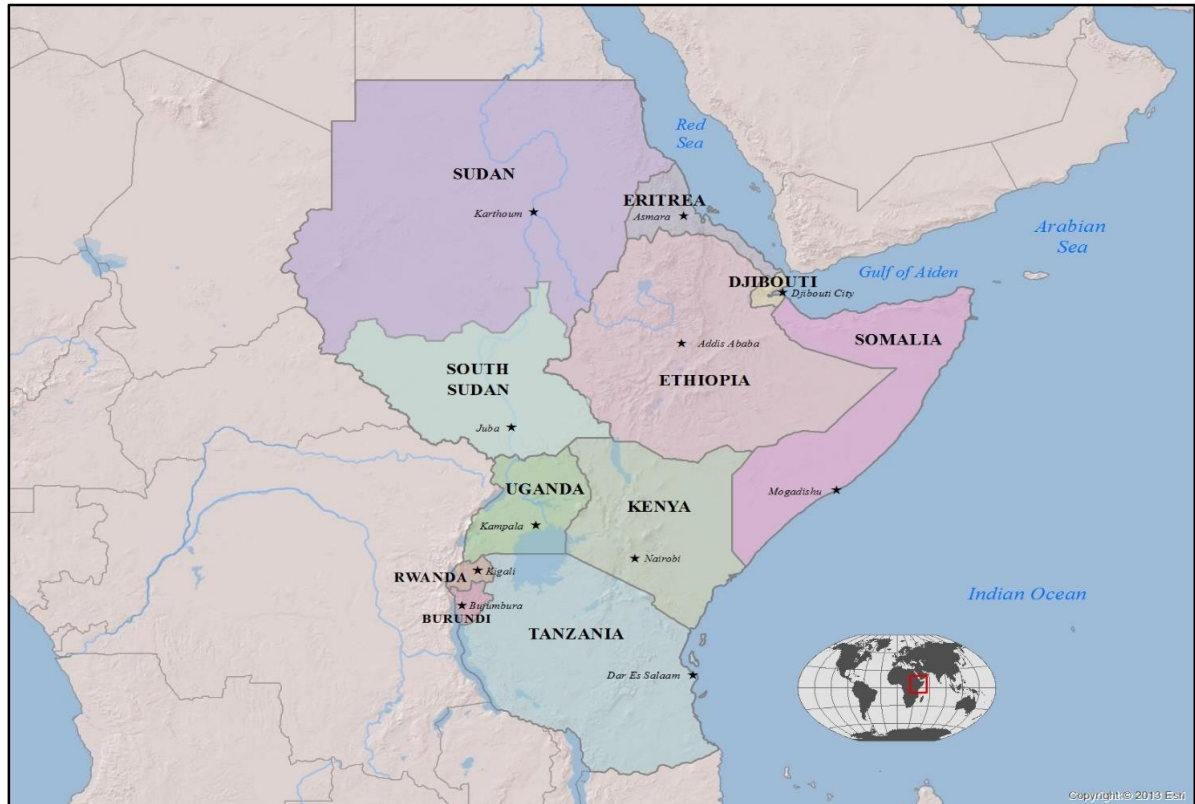 Red
Sea
SUDAN
ERITREA
Karthoum
Asmara
Arabian
Sea
Gulf of Aiden
DJIBOUTI
Djibouti City
SOMALIA
Addis Ababa
ETHIOPIA
SOUTH
SUDAN
Juba
UGANDA
Mogadishu
KENYA
Kampala
Nairobi
RWANDA
Kigali
Indian Ocean
Bujumbura
BURUNDI
TANZANIA
Dar Es Salaam
Copyright:© 2013 Esri